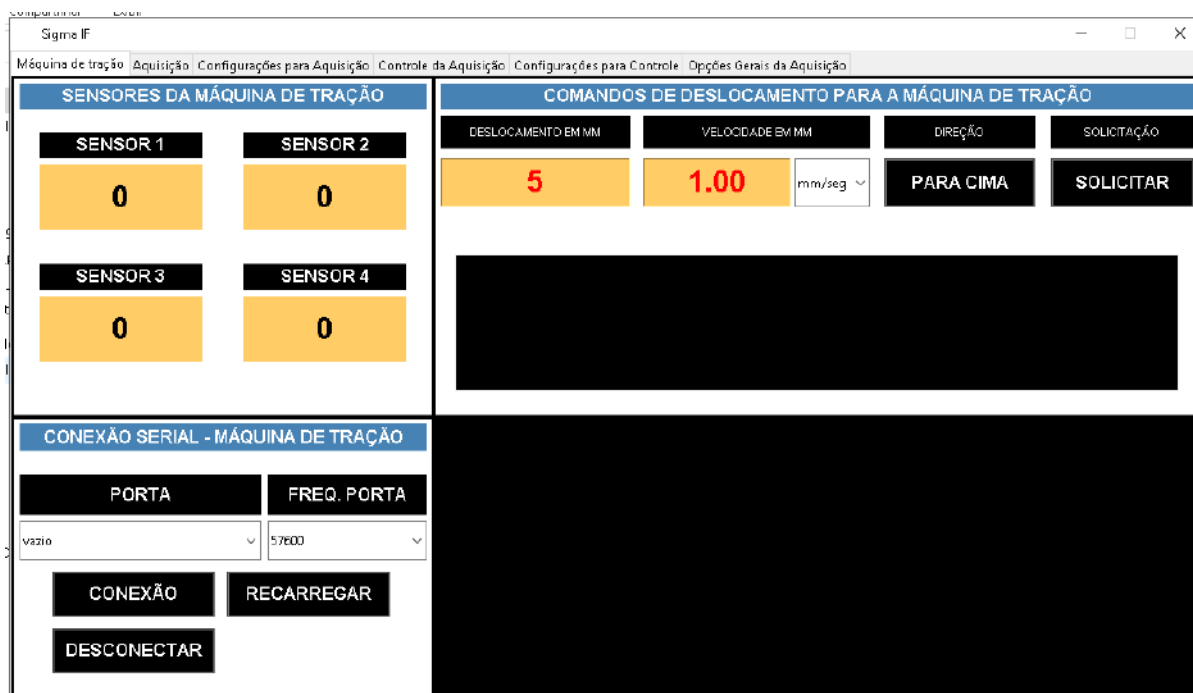 Sigma IF
Máquina de tração Aquisição Configurações para Aquisição Controle da Aquisição Configurações para Controle Opções Gerais da Aquisição
SENSORES DA MÁQUINA DE TRAÇÃO
SENSOR 1 SENSOR 2
0 0
SENSOR 3 SENSOR 4
0 0
COMANDOS DE DESLOCAMENTO PARA A MÁQUINA DE TRAÇÃO
DESLOCAMENTO EM MM VELOCIDADE EM MM DIREÇÃO SOLICITAÇÃO
5 1.00 mm/seg PARA CIMA SOLICITAR
CONEXÃO SERIAL - MÁQUINA DE TRAÇÃO
PORTA FREQ. PORTA
vazio 57600
CONEXÃO RECARREGAR
DESCONECTAR